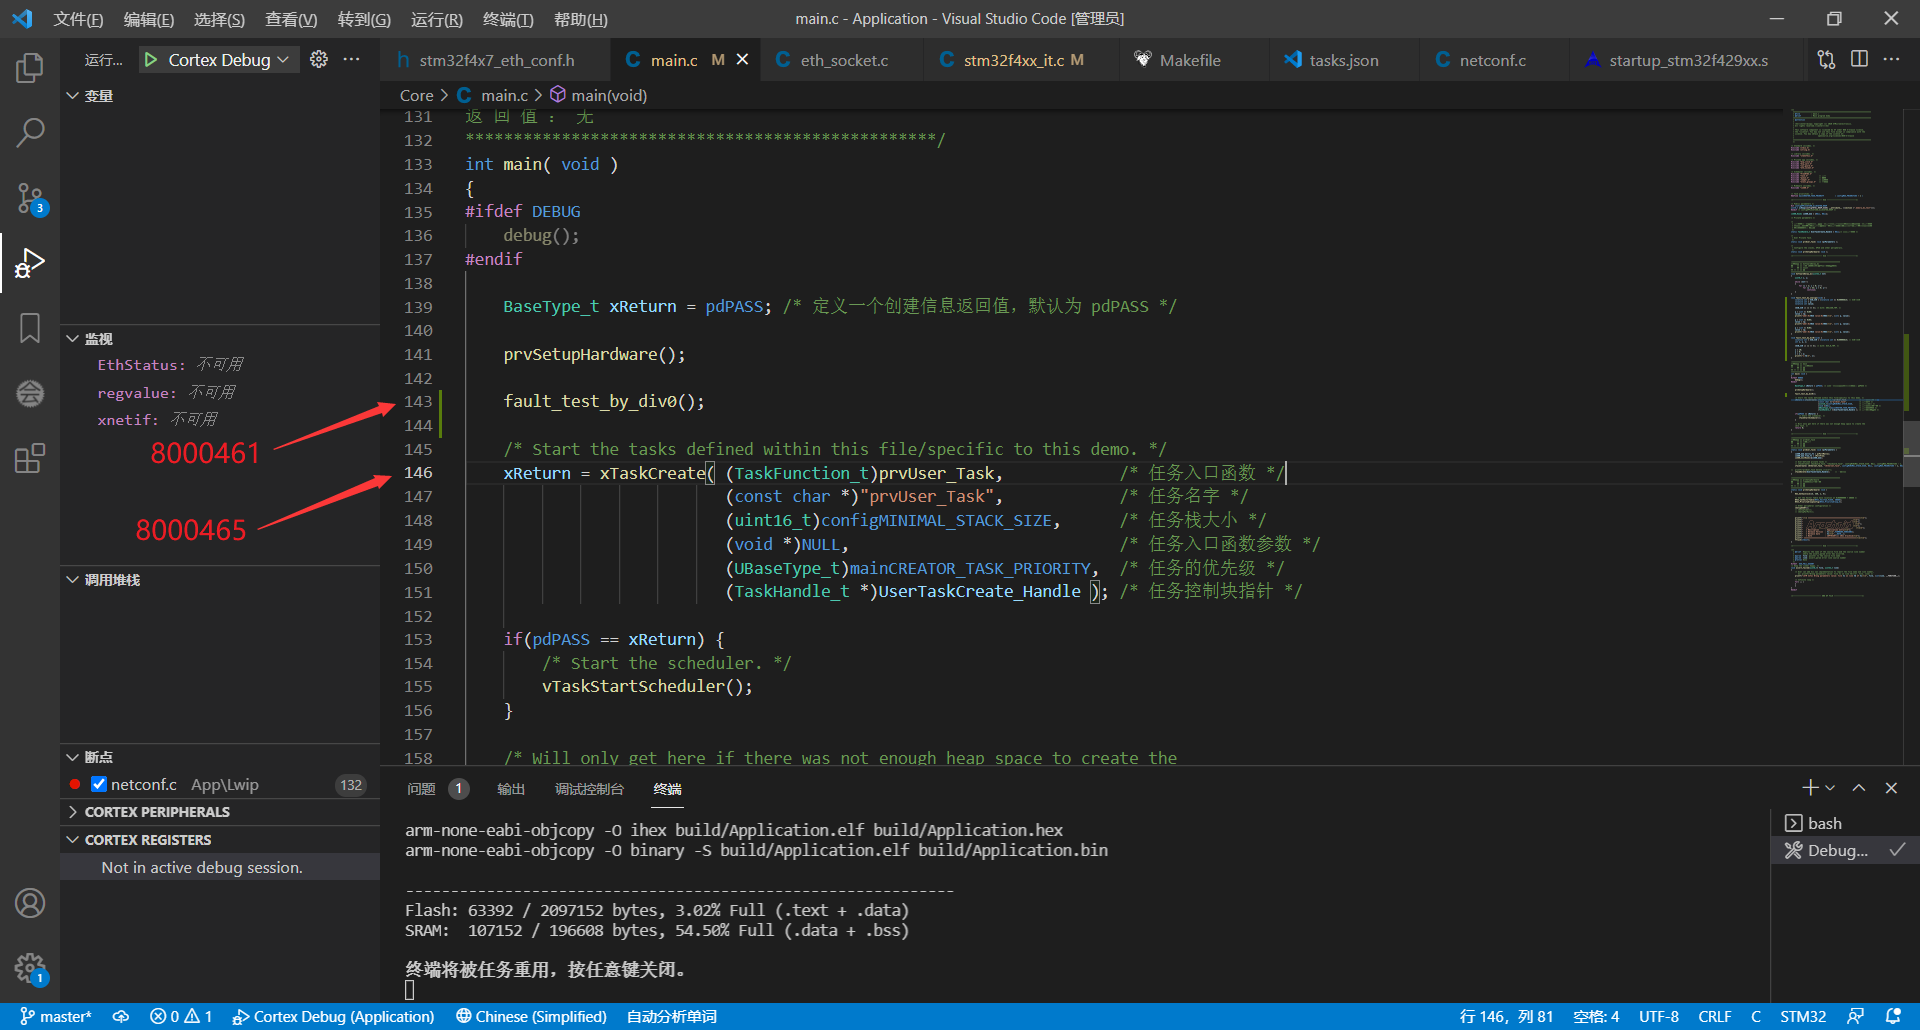 文件(F) 编辑(E) 选择(S) 查看(V) 转到(G) 运行(R) 终端(T) 帮助(H)
main.c - Application - Visual Studio Code [管理员]
运行... Cortex Debug
stm32f4x7_eth_conf.h
main.c M
eth_socket.c
stm32f4xx_it.c M
Makefile
tasks.json
netconf.c
startup_stm32f429xx.s
变量
Core > main.c > main(void)
131 返 回 值 : 无
132 *************************************************/
133 int main( void )
134 {
135 #ifdef DEBUG
136 debug();
137 #endif
138
139 BaseType_t xReturn = pdPASS; /* 定义一个创建信息返回值，默认为 pdPASS */
140
141 prvSetupHardware();
142
143 fault_test_by_div0();
144
145 /* Start the tasks defined within this file/specific to this demo. */
146 xReturn = xTaskCreate( (TaskFunction_t)prvUser_Task, /* 任务入口函数 */
147 (const char *)"prvUser_Task", /* 任务名字 */
148 (uint16_t)configMINIMAL_STACK_SIZE, /* 任务栈大小 */
149 (void *)NULL, /* 任务入口函数参数 */
150 (UBaseType_t)mainCREATOR_TASK_PRIORITY, /* 任务的优先级 */
151 (TaskHandle_t *)UserTaskCreate_Handle ); /* 任务控制块指针 */
152
153 if(pdPASS == xReturn) {
154 /* Start the scheduler. */
155 vTaskStartScheduler();
156 }
157
158 /* Will only get here if there was not enough heap space to create the
监视
EthStatus: 不可用
regvalue: 不可用
xnetif: 不可用
8000461
8000465
调用堆栈
断点
netconf.c App\Lwip 132
CORTEX PERIPHERALS
CORTEX REGISTERS
Not in active debug session.
3
会
1
问题 1 输出 调试控制台 终端
arm-none-eabi-objcopy -O ihex build/Application.elf build/Application.hex
arm-none-eabi-objcopy -O binary -S build/Application.elf build/Application.bin
-------------------------------------------------------------
Flash: 63392 / 2097152 bytes, 3.02% Full (.text + .data)
SRAM: 107152 / 196608 bytes, 54.50% Full (.data + .bss)
终端将被任务重用，按任意键关闭。
bash
Debug...
master* 0 1 Cortex Debug (Application) Chinese (Simplified) 自动分析单词
行 146，列 81 空格: 4 UTF-8 CRLF C STM32